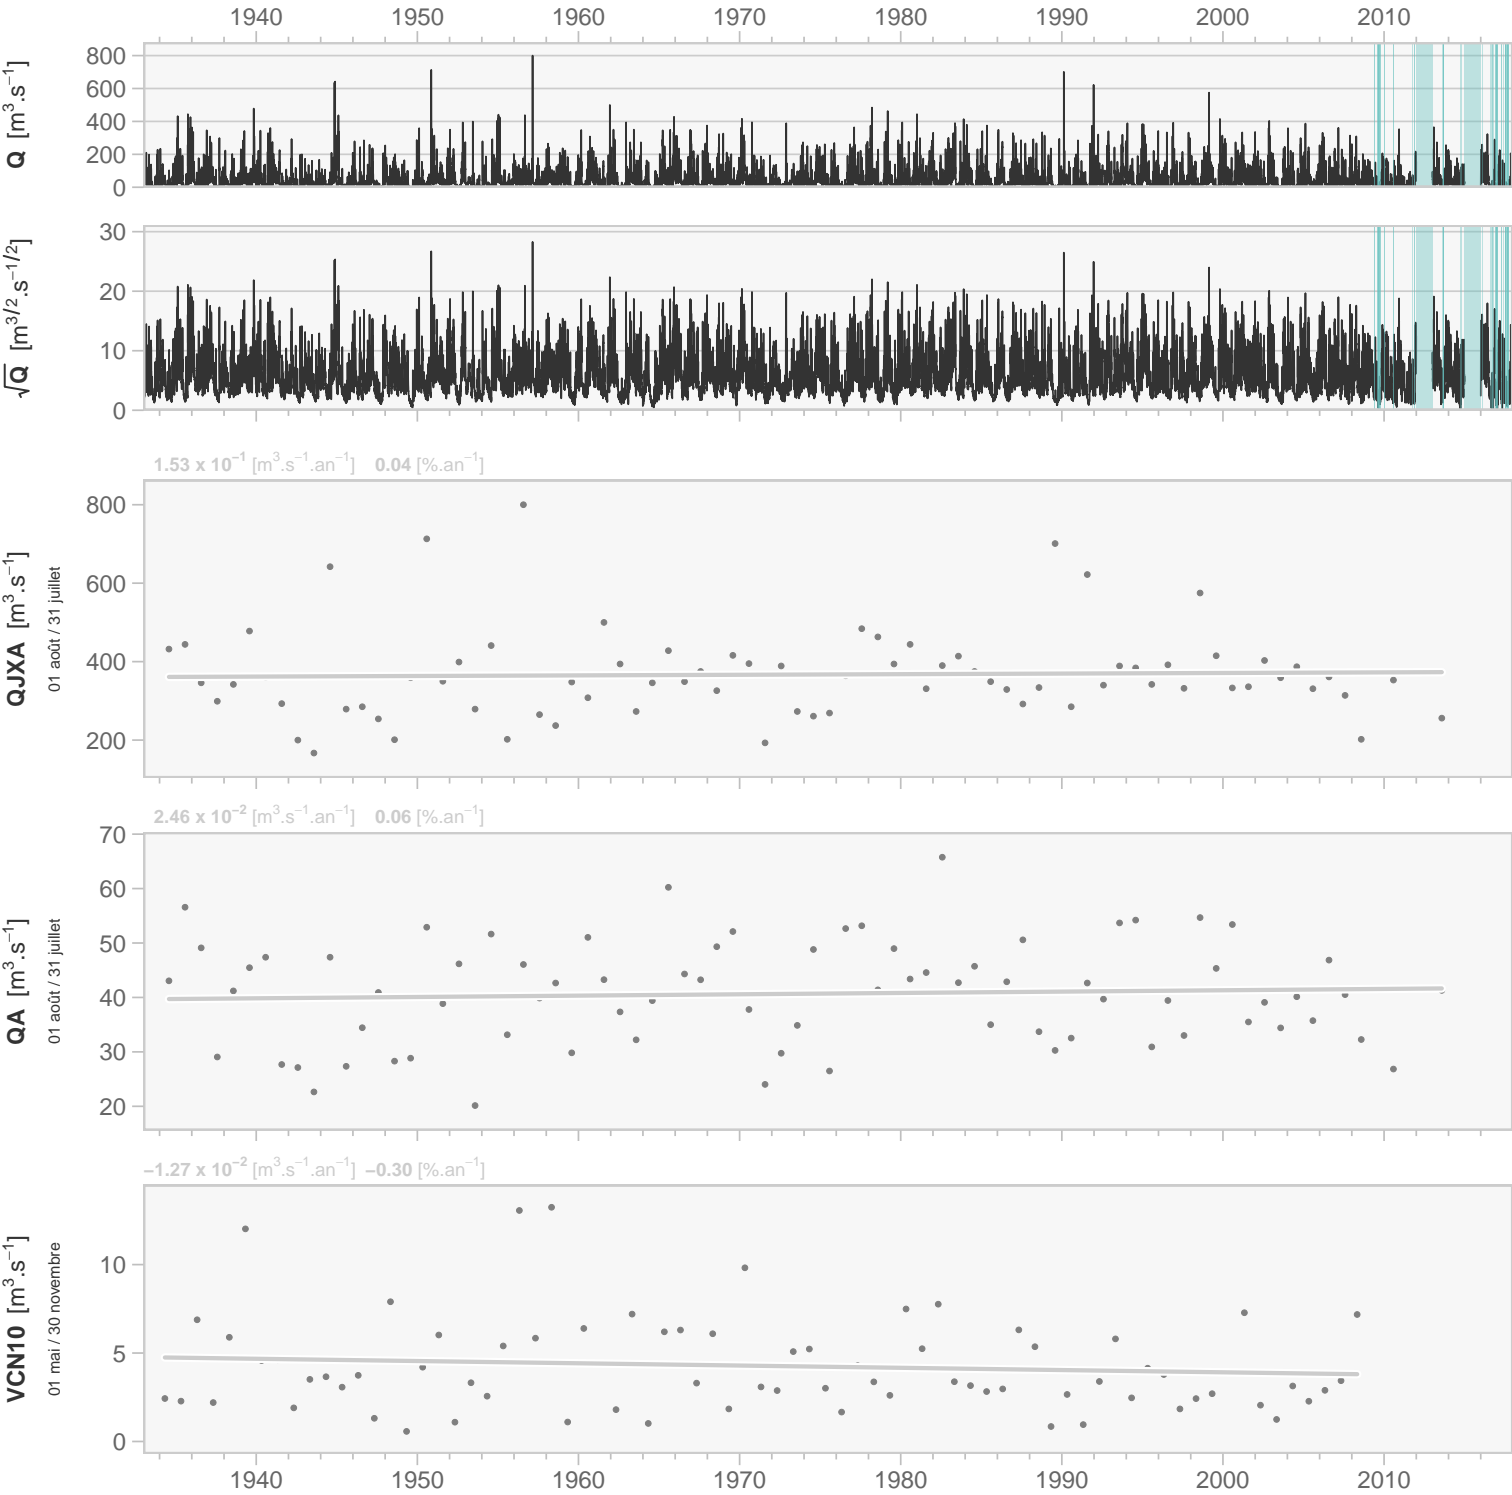 1940 1950 1960 1970 1980 1990 2000 2010
Q [m³.s⁻¹]
800
600
400
200
0
√Q [m³ᐟ².s⁻¹ᐟ²]
30
20
10
0
1.53 x 10⁻¹ [m³.s⁻¹.an⁻¹] 0.04 [%.an⁻¹]
QJXA [m³.s⁻¹]
01 août / 31 juillet
800
600
400
200
2.46 x 10⁻² [m³.s⁻¹.an⁻¹] 0.06 [%.an⁻¹]
QA [m³.s⁻¹]
01 août / 31 juillet
70
60
50
40
30
20
−1.27 x 10⁻² [m³.s⁻¹.an⁻¹] −0.30 [%.an⁻¹]
VCN10 [m³.s⁻¹]
01 mai / 30 novembre
10
5
0
1940 1950 1960 1970 1980 1990 2000 2010